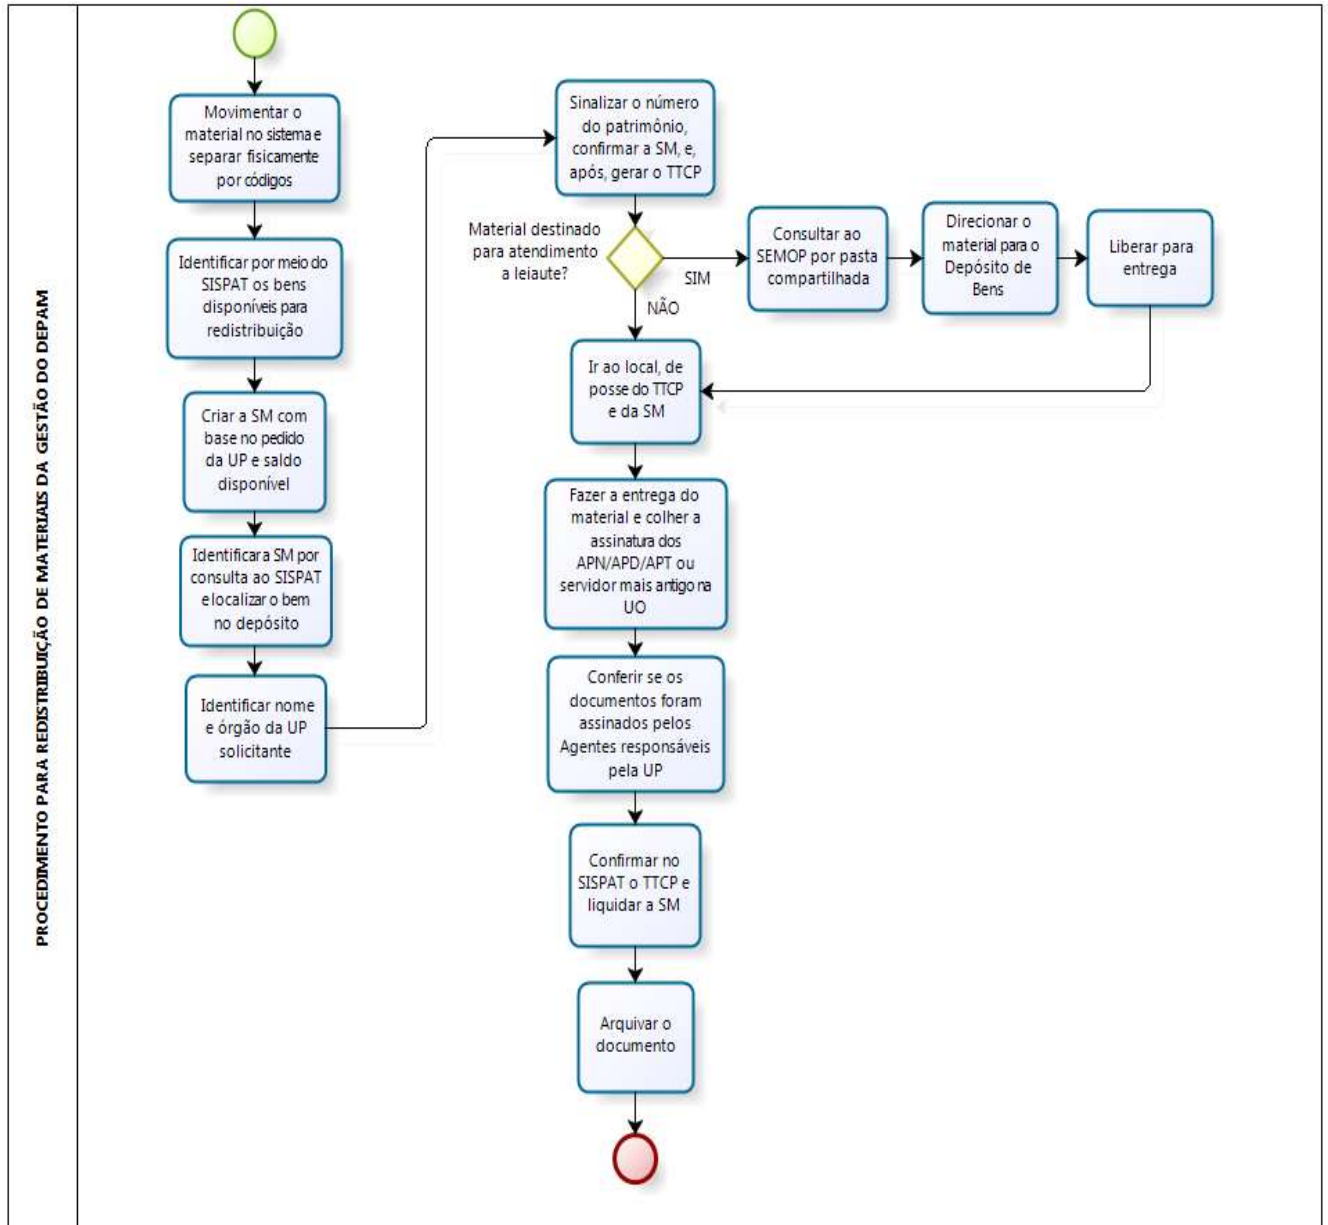 PROCEDIMENTO PARA REDISTRIBUIÇÃO DE MATERIAIS DA GESTÃO DO DEPAM
Movimentar o
material no sistema e
separar fisicamente
por códigos
Identificar por meio do
SISPAT os bens
disponíveis para
redistribuição
Criar a SM com
base no pedido
da UP e saldo
disponível
Identificara SM por
consulta ao SISPAT
e localizar o bem
no depósito
Identificar nome
e órgão da UP
solicitante
Sinalizar o número
do patrimônio,
confirmar a SM, e,
após, gerar o TTCP
Material destinado
para atendimento
a leiaute?
SIM
NÃO
Consultar ao
SEMOP por pasta
compartilhada
Direcionar o
material para o
Depósito de
Bens
Liberar para
entrega
Ir ao local, de
posse do TTCP
e da SM
Fazer a entrega do
material e colher a
assinatura dos
APN/APD/APT ou
servidor mais antigo na
UO
Conferir se os
documentos foram
assinados pelos
Agentes responsáveis
pela UP
Confirmar no
SISPAT o TTCP e
liquidar a SM
Arquivar o
documento